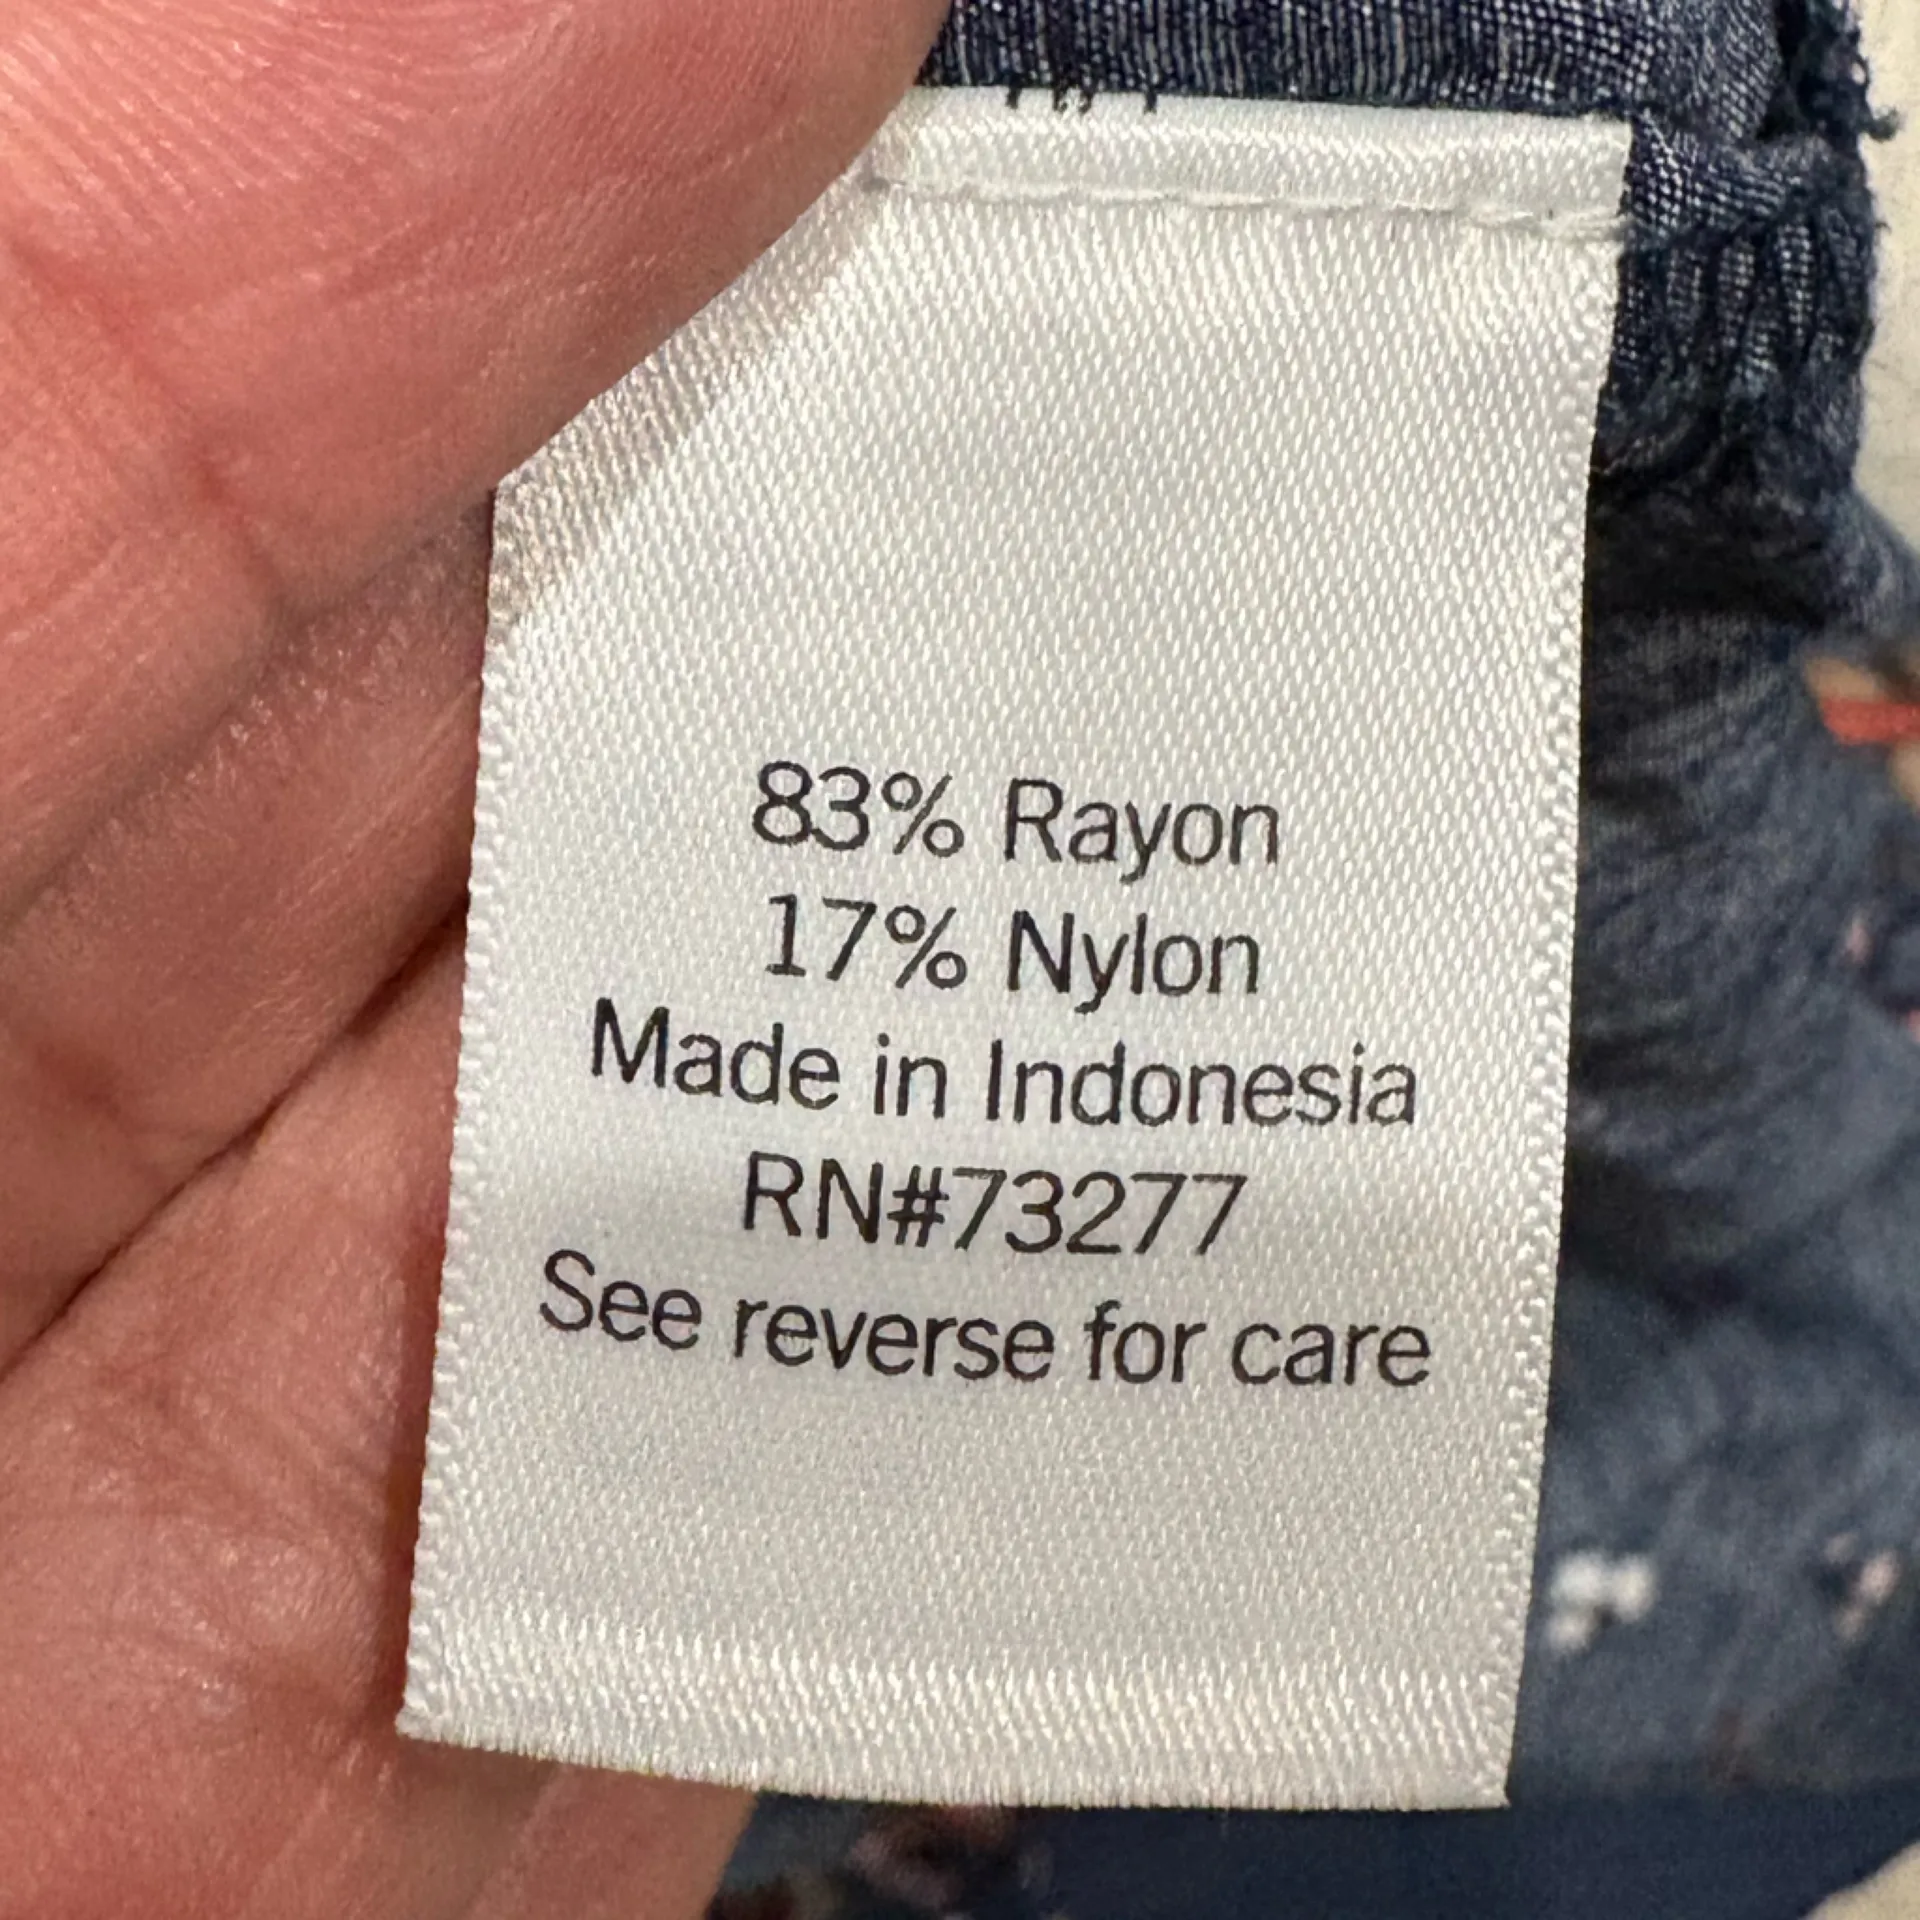 83% Rayon
17% Nylon
Made in Indonesia
RN#73277
See reverse for care